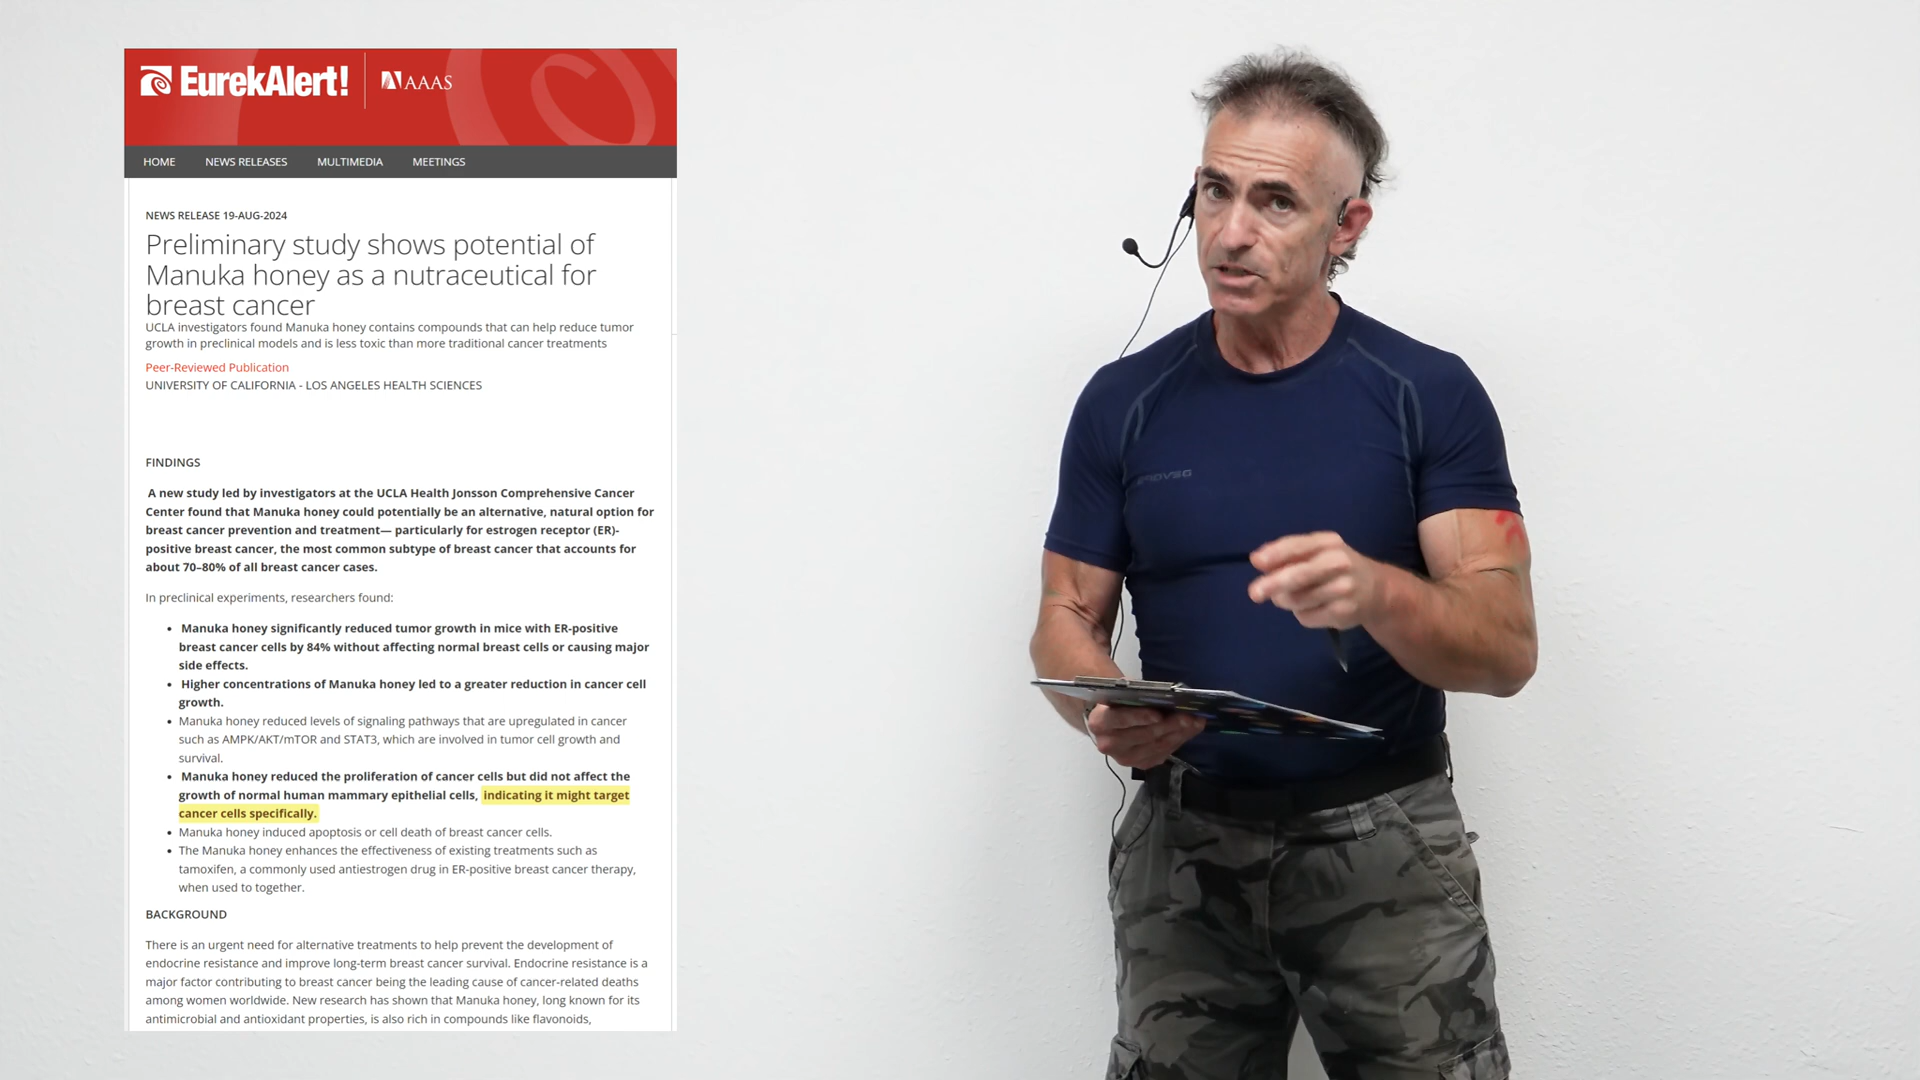 EurekAlert! AAAS
HOME NEWS RELEASES MULTIMEDIA MEETINGS
NEWS RELEASE 19-AUG-2024
Preliminary study shows potential of
Manuka honey as a nutraceutical for
breast cancer
UCLA investigators found Manuka honey contains compounds that can help reduce tumor
growth in preclinical models and is less toxic than more traditional cancer treatments
Peer-Reviewed Publication
UNIVERSITY OF CALIFORNIA - LOS ANGELES HEALTH SCIENCES
FINDINGS
A new study led by investigators at the UCLA Health Jonsson Comprehensive Cancer
Center found that Manuka honey could potentially be an alternative, natural option for
breast cancer prevention and treatment— particularly for estrogen receptor (ER)-
positive breast cancer, the most common subtype of breast cancer that accounts for
about 70–80% of all breast cancer cases.
In preclinical experiments, researchers found:
• Manuka honey significantly reduced tumor growth in mice with ER-positive
breast cancer cells by 84% without affecting normal breast cells or causing major
side effects.
• Higher concentrations of Manuka honey led to a greater reduction in cancer cell
growth.
• Manuka honey reduced levels of signaling pathways that are upregulated in cancer
such as AMPK/AKT/mTOR and STAT3, which are involved in tumor cell growth and
survival.
• Manuka honey reduced the proliferation of cancer cells but did not affect the
growth of normal human mammary epithelial cells, indicating it might target
cancer cells specifically.
• Manuka honey induced apoptosis or cell death of breast cancer cells.
• The Manuka honey enhances the effectiveness of existing treatments such as
tamoxifen, a commonly used antiestrogen drug in ER-positive breast cancer therapy,
when used to together.
BACKGROUND
There is an urgent need for alternative treatments to help prevent the development of
endocrine resistance and improve long-term breast cancer survival. Endocrine resistance is a
major factor contributing to breast cancer being the leading cause of cancer-related deaths
among women worldwide. New research has shown that Manuka honey, long known for its
antimicrobial and antioxidant properties, is also rich in compounds like flavonoids,